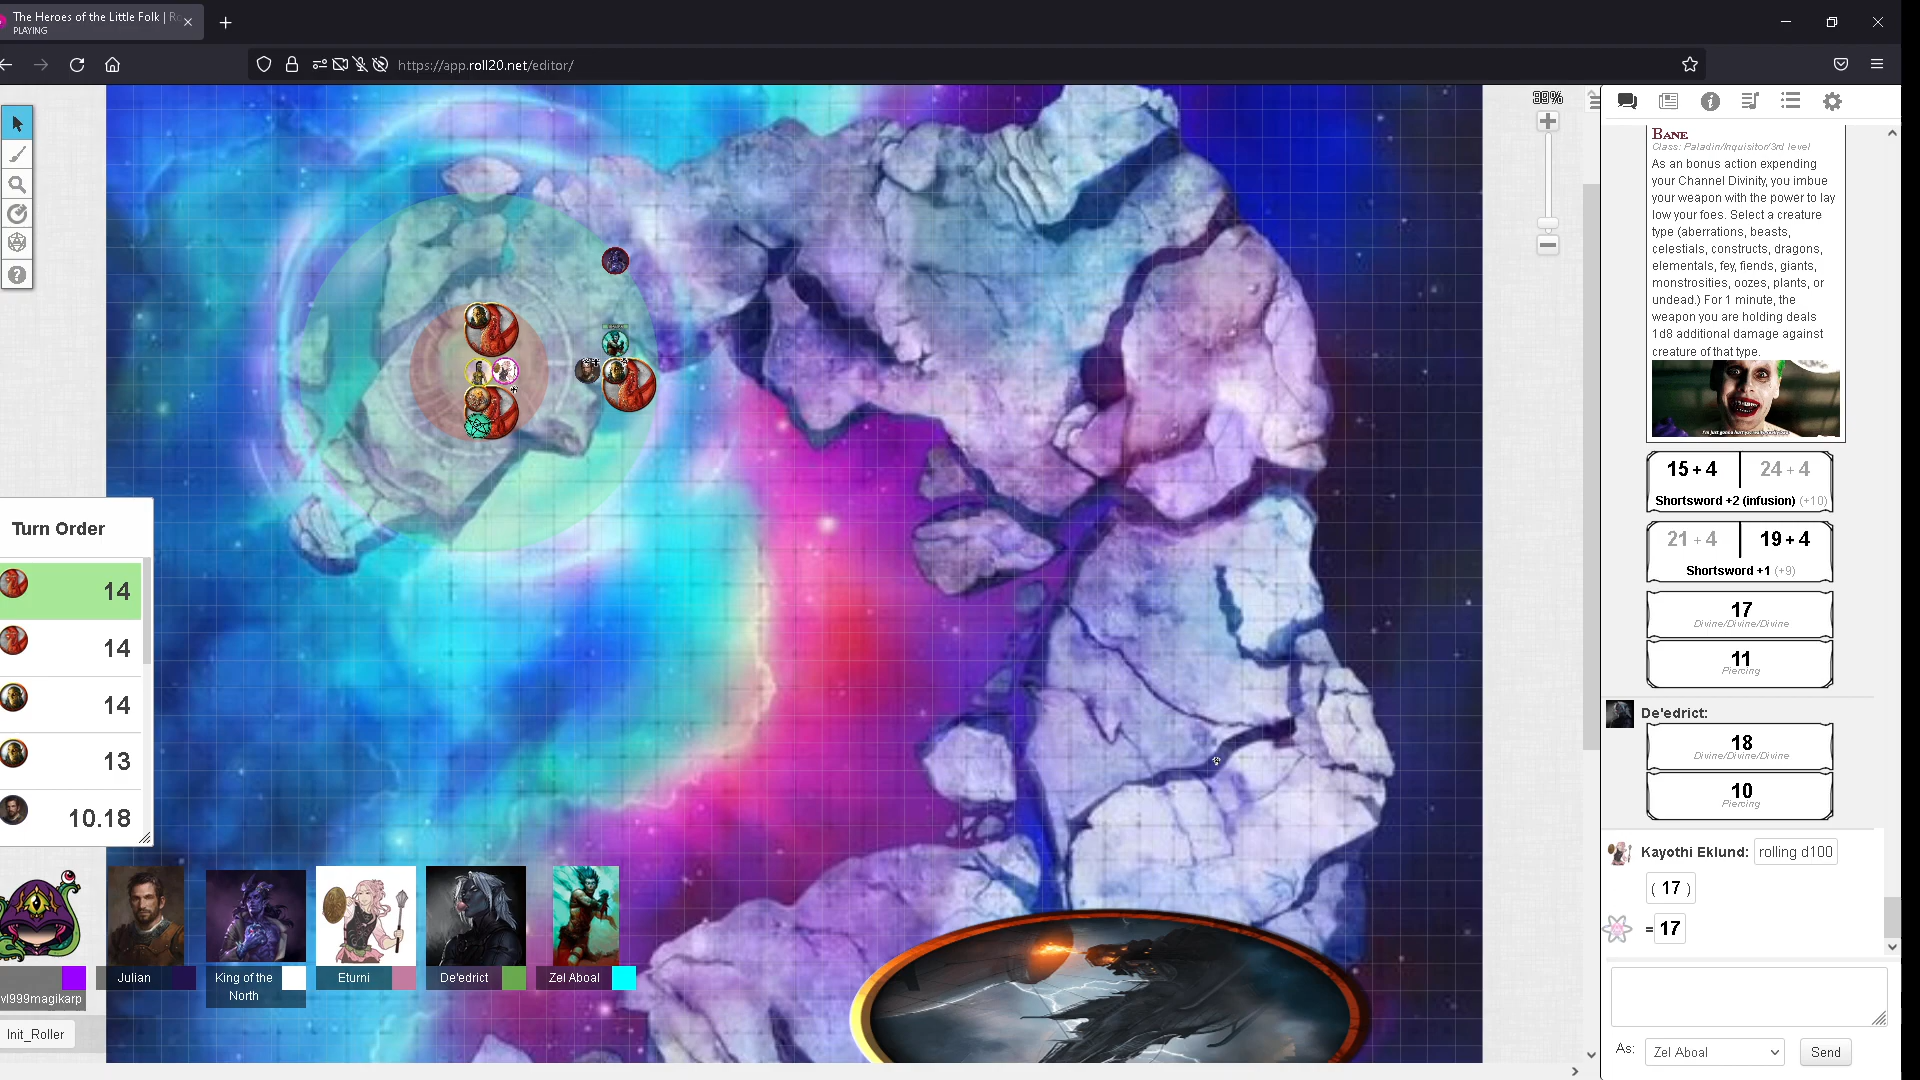 The Heroes of the Little Folk | Ro
PLAYING
https://app.roll20.net/editor/
39%
Bane
Class: Paladin/Inquisitor/3rd level
As an bonus action expending
your Channel Divinity, you imbue
your weapon with the power to lay
low your foes. Select a creature
type (aberrations, beasts,
celestials, constructs, dragons,
elementals, fey, fiends, giants,
monstrosities, oozes, plants, or
undead.) For 1 minute, the
weapon you are holding deals
1d8 additional damage against
creature of that type.
15 + 4 24 + 4
Shortsword +2 (infusion) (+10)
21 + 4 19 + 4
Shortsword +1 (+9)
17
Divine/Divine/Divine
11
Piercing
De'edrict:
18
Divine/Divine/Divine
10
Piercing
Kayothi Eklund: rolling d100
( 17 )
= 17
As: Zel Aboal Send
Turn Order
14
14
14
13
10.18
vl999magikarp
Julian
King of the
North
Eturni
De'edrict
Zel Aboal
Init_Roller